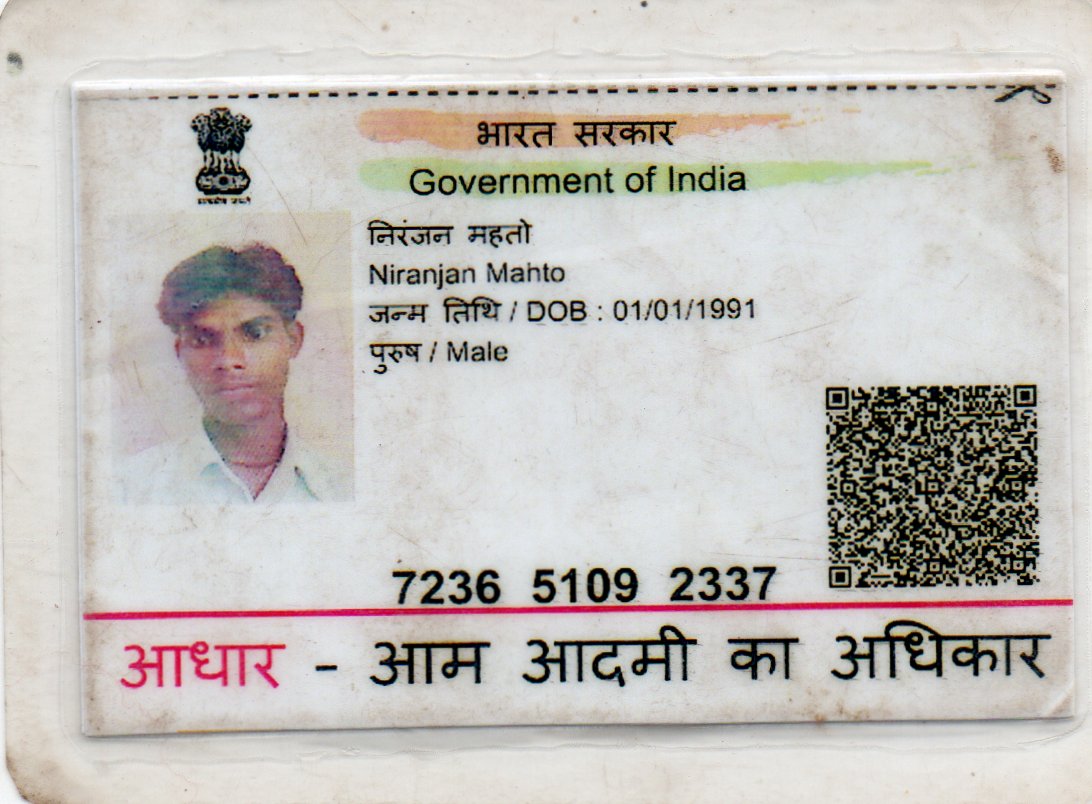 भारत सरकार
Government of India
निरंजन महतो
Niranjan Mahto
जन्म तिथि / DOB : 01/01/1991
पुरुष / Male
7236 5109 2337
आधार - आम आदमी का अधिकार